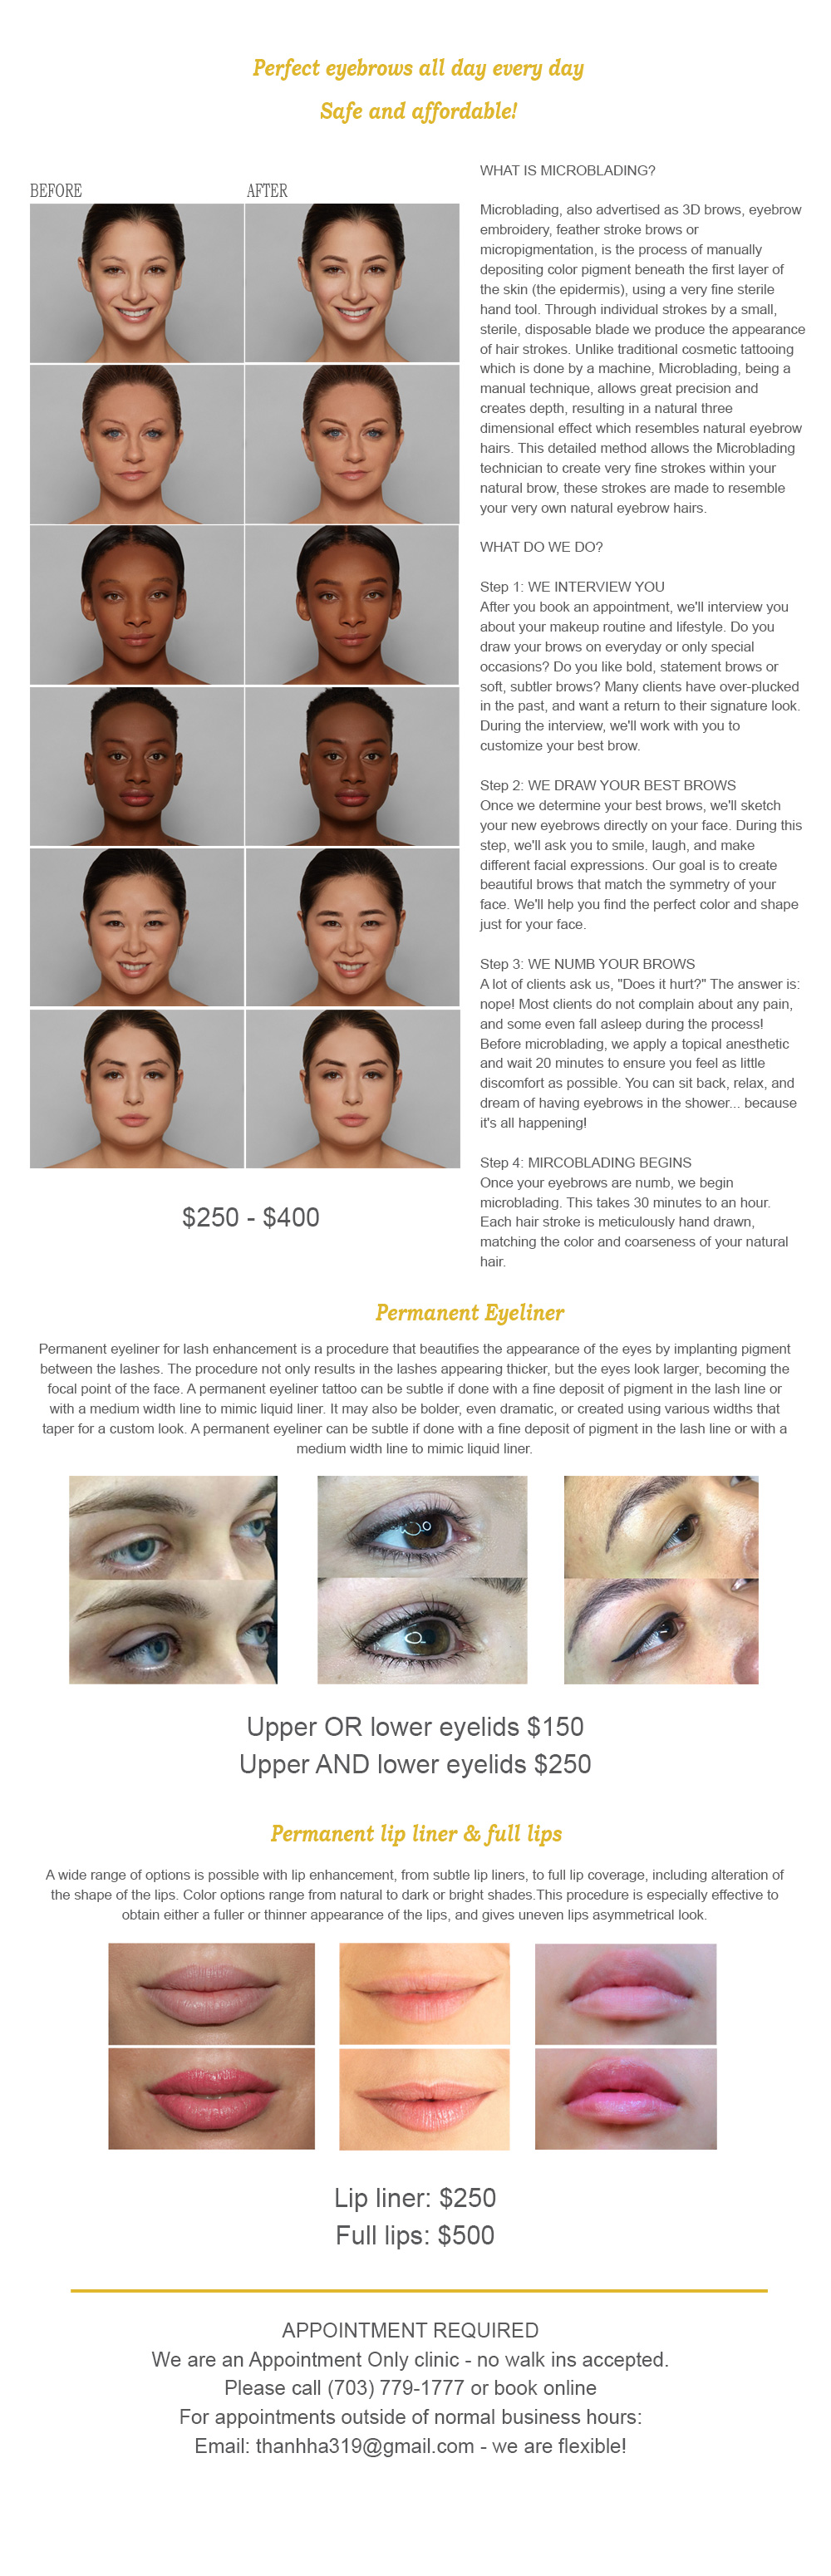 Perfect eyebrows all day every day
Safe and affordable!
BEFORE
AFTER
WHAT IS MICROBLADING?
Microblading, also advertised as 3D brows, eyebrow
embroidery, feather stroke brows or
micropigmentation, is the process of manually
depositing color pigment beneath the first layer of
the skin (the epidermis), using a very fine sterile
hand tool. Through individual strokes by a small,
sterile, disposable blade we produce the appearance
of hair strokes. Unlike traditional cosmetic tattooing
which is done by a machine, Microblading, being a
manual technique, allows great precision and
creates depth, resulting in a natural three
dimensional effect which resembles natural eyebrow
hairs. This detailed method allows the Microblading
technician to create very fine strokes within your
natural brow, these strokes are made to resemble
your very own natural eyebrow hairs.
WHAT DO WE DO?
Step 1: WE INTERVIEW YOU
After you book an appointment, we'll interview you
about your makeup routine and lifestyle. Do you
draw your brows on everyday or only special
occasions? Do you like bold, statement brows or
soft, subtler brows? Many clients have over-plucked
in the past, and want a return to their signature look.
During the interview, we'll work with you to
customize your best brow.
Step 2: WE DRAW YOUR BEST BROWS
Once we determine your best brows, we'll sketch
your new eyebrows directly on your face. During this
step, we'll ask you to smile, laugh, and make
different facial expressions. Our goal is to create
beautiful brows that match the symmetry of your
face. We'll help you find the perfect color and shape
just for your face.
Step 3: WE NUMB YOUR BROWS
A lot of clients ask us, "Does it hurt?" The answer is:
nope! Most clients do not complain about any pain,
and some even fall asleep during the process!
Before microblading, we apply a topical anesthetic
and wait 20 minutes to ensure you feel as little
discomfort as possible. You can sit back, relax, and
dream of having eyebrows in the shower... because
it's all happening!
Step 4: MIRCOBLADING BEGINS
Once your eyebrows are numb, we begin
microblading. This takes 30 minutes to an hour.
Each hair stroke is meticulously hand drawn,
matching the color and coarseness of your natural
hair.
$250 - $400
Permanent Eyeliner
Permanent eyeliner for lash enhancement is a procedure that beautifies the appearance of the eyes by implanting pigment
between the lashes. The procedure not only results in the lashes appearing thicker, but the eyes look larger, becoming the
focal point of the face. A permanent eyeliner tattoo can be subtle if done with a fine deposit of pigment in the lash line or
with a medium width line to mimic liquid liner. It may also be bolder, even dramatic, or created using various widths that
taper for a custom look. A permanent eyeliner can be subtle if done with a fine deposit of pigment in the lash line or with a
medium width line to mimic liquid liner.
Upper OR lower eyelids $150
Upper AND lower eyelids $250
Permanent lip liner & full lips
A wide range of options is possible with lip enhancement, from subtle lip liners, to full lip coverage, including alteration of
the shape of the lips. Color options range from natural to dark or bright shades.This procedure is especially effective to
obtain either a fuller or thinner appearance of the lips, and gives uneven lips asymmetrical look.
Lip liner: $250
Full lips: $500
APPOINTMENT REQUIRED
We are an Appointment Only clinic - no walk ins accepted.
Please call (703) 779-1777 or book online
For appointments outside of normal business hours:
Email: thanhha319@gmail.com - we are flexible!